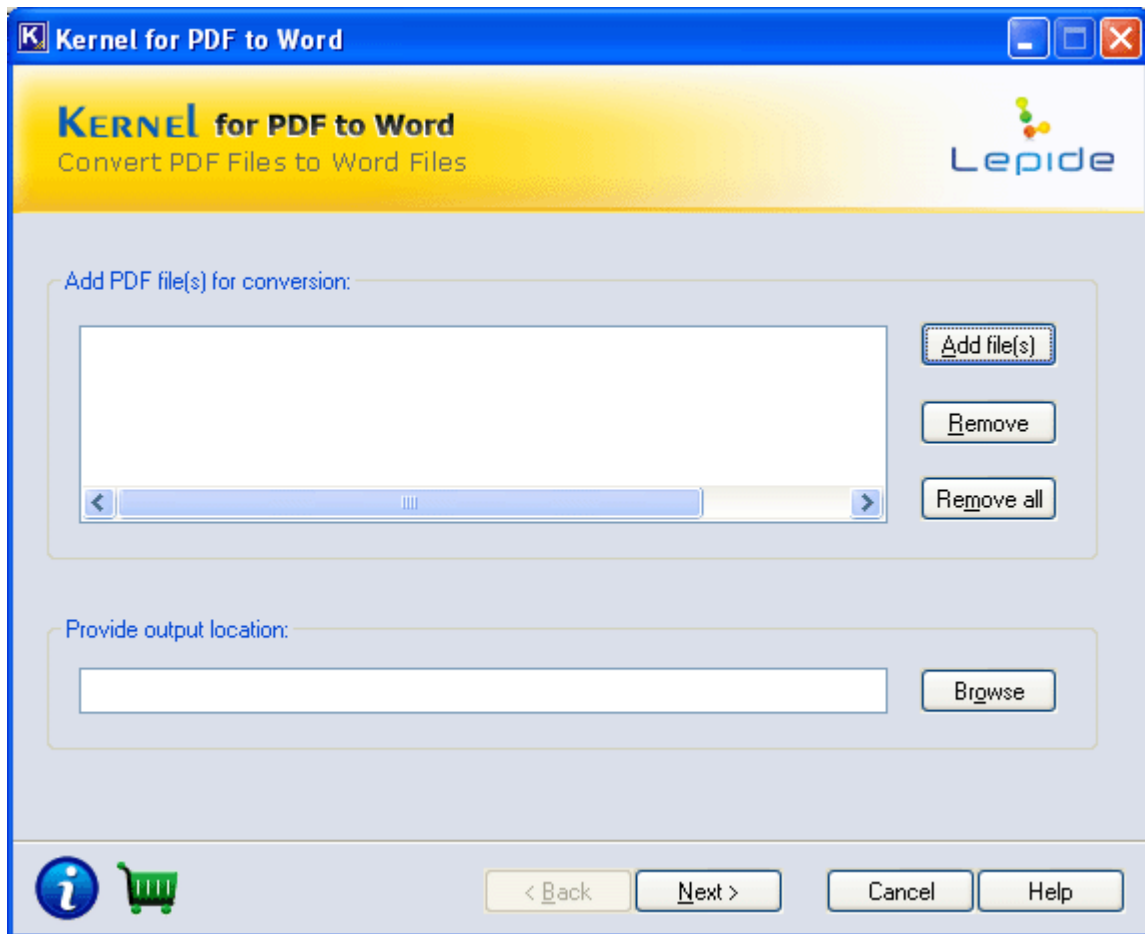 Kernel for PDF to Word
KERNEL for PDF to Word
Convert PDF Files to Word Files
Lepide
Add PDF file(s) for conversion:
Add file(s)
Remove
Remove all
Provide output location:
Browse
< Back
Next >
Cancel
Help